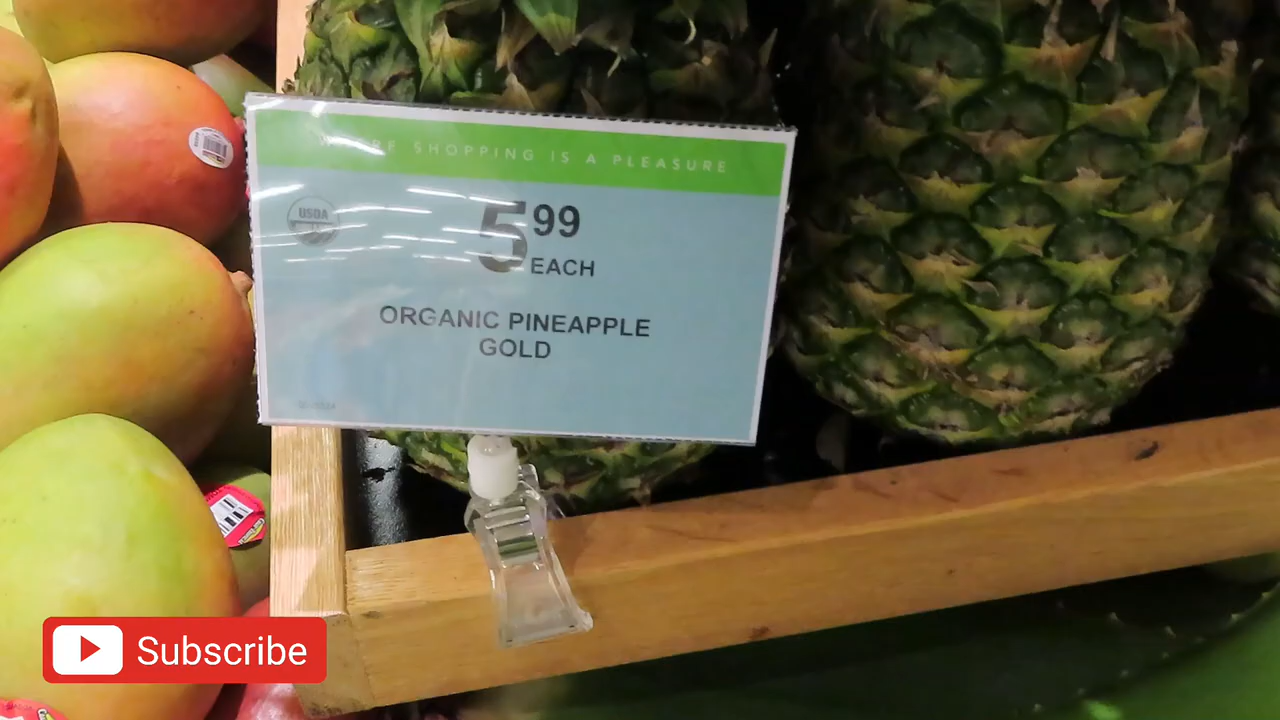 SHOPPING IS A PLEASURE
USDA
5 99
EACH
ORGANIC PINEAPPLE
GOLD
Subscribe